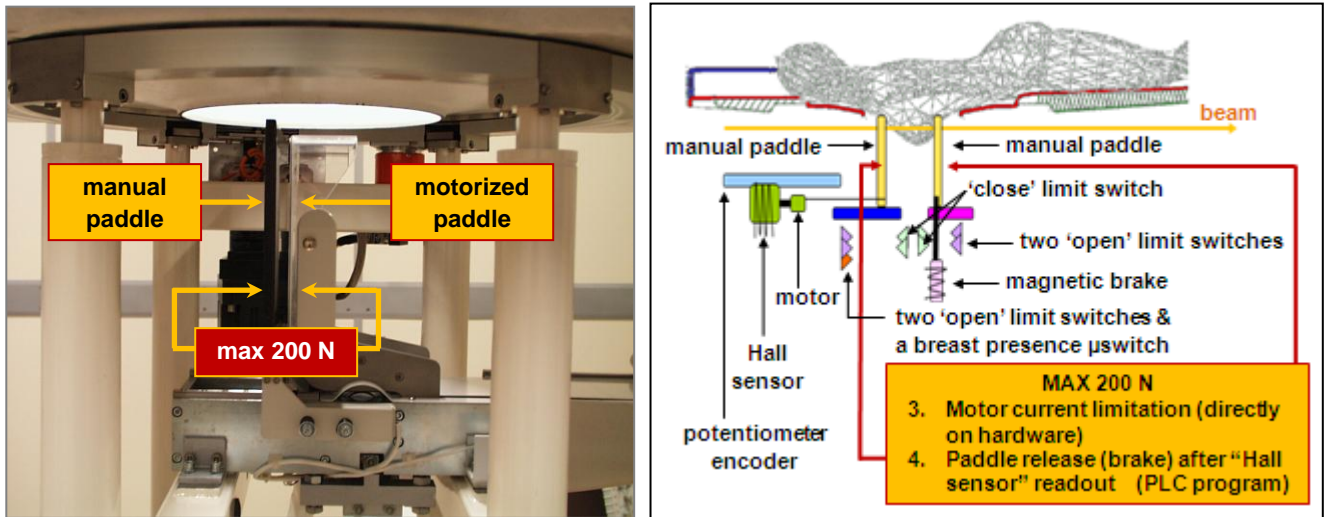 manual
paddle
motorized
paddle
max 200 N
beam
manual paddle
manual paddle
‘close’ limit switch
two ‘open’ limit switches
magnetic brake
motor
two ‘open’ limit switches &
a breast presence µswitch
Hall
sensor
potentiometer
encoder
MAX 200 N
3. Motor current limitation (directly
on hardware)
4. Paddle release (brake) after “Hall
sensor” readout (PLC program)